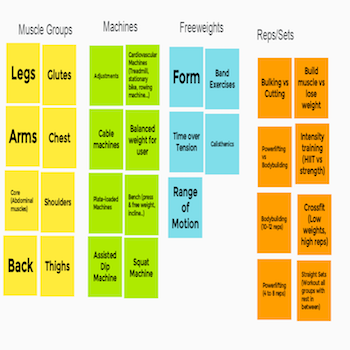 Muscle Groups
Legs
Glutes
Arms
Chest
Core
(Abdominal
muscles)
Shoulders
Back
Thighs
Machines
Adjustments
Cardiovascular
Machines
(Treadmill,
stationary
bike, rowing
machine...)
Cable
machines
Balanced
weight for
user
Plate-loaded
Machines
Bench (press
& free weight,
incline...)
Assisted
Dip
Machine
Squat
Machine
Freeweights
Form
Band
Exercises
Time over
Tension
Calisthenics
Range
of
Motion
Reps/Sets
Bulking vs
Cutting
Build
muscle vs
lose
weight
Powerlifting
vs
Bodybuilding
Intensity
training
(HIIT vs
strength)
Bodybuilding
(10-12 reps)
Crossfit
(Low
weights,
high reps)
Powerlifting
(4 to 8 reps)
Straight Sets
(Workout all
groups with
rest in
between)